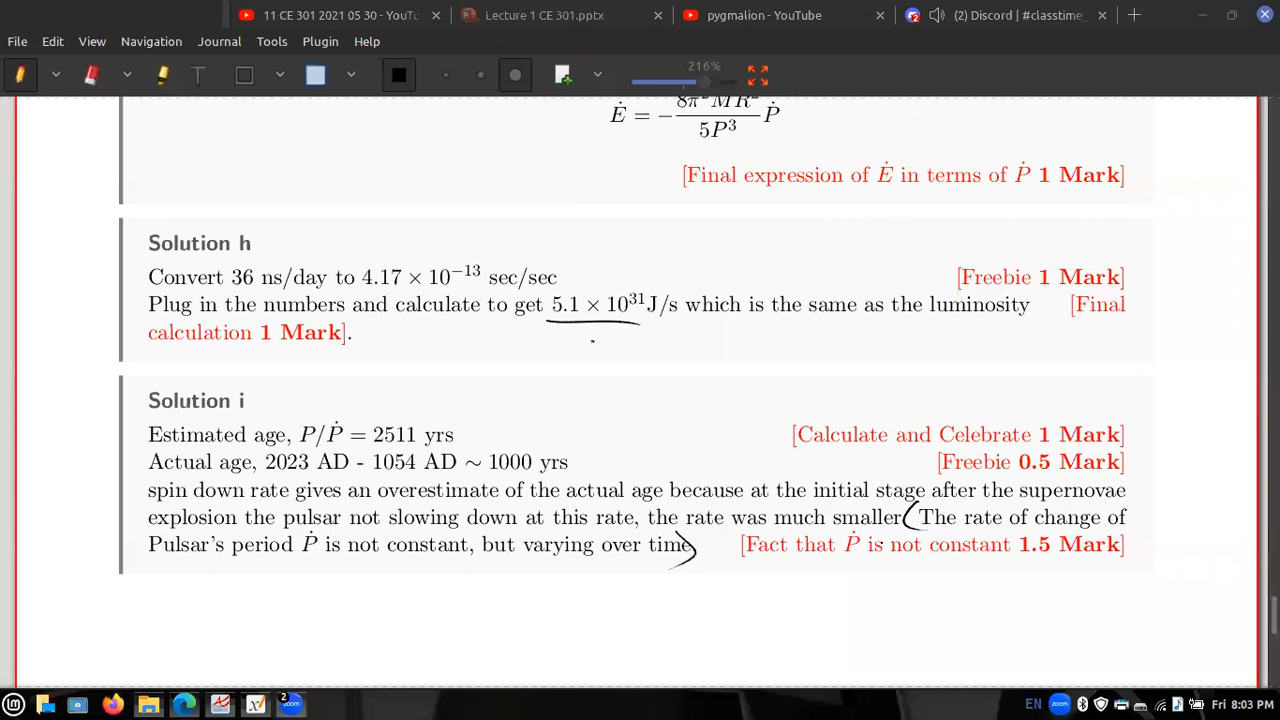 11 CE 301 2021 05 30 - YouTu
Lecture 1 CE 301.pptx
pygmalion - YouTube
(2) Discord | #classtime_
File Edit View Navigation Journal Tools Plugin Help
216%
Ė = − 8π²MR² / 5P³ Ṗ
[Final expression of Ė in terms of Ṗ 1 Mark]
Solution h
Convert 36 ns/day to 4.17 × 10⁻¹³ sec/sec [Freebie 1 Mark]
Plug in the numbers and calculate to get 5.1 × 10³¹J/s which is the same as the luminosity [Final
calculation 1 Mark].
Solution i
Estimated age, P/Ṗ = 2511 yrs [Calculate and Celebrate 1 Mark]
Actual age, 2023 AD - 1054 AD ∼ 1000 yrs [Freebie 0.5 Mark]
spin down rate gives an overestimate of the actual age because at the initial stage after the supernovae
explosion the pulsar not slowing down at this rate, the rate was much smaller. The rate of change of
Pulsar's period Ṗ is not constant, but varying over time. [Fact that Ṗ is not constant 1.5 Mark]
2
EN zoom Fri 8:03 PM